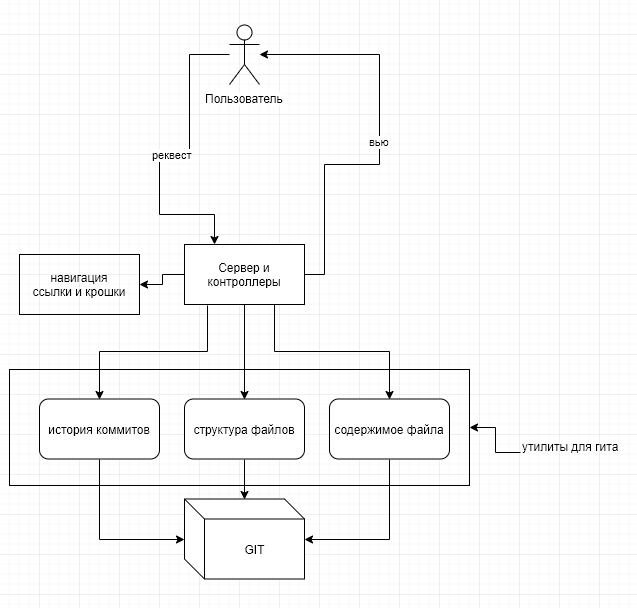 Пользователь
реквест
вью
Сервер и
контроллеры
навигация
ссылки и крошки
история коммитов
структура файлов
содержимое файла
утилиты для гита
GIT